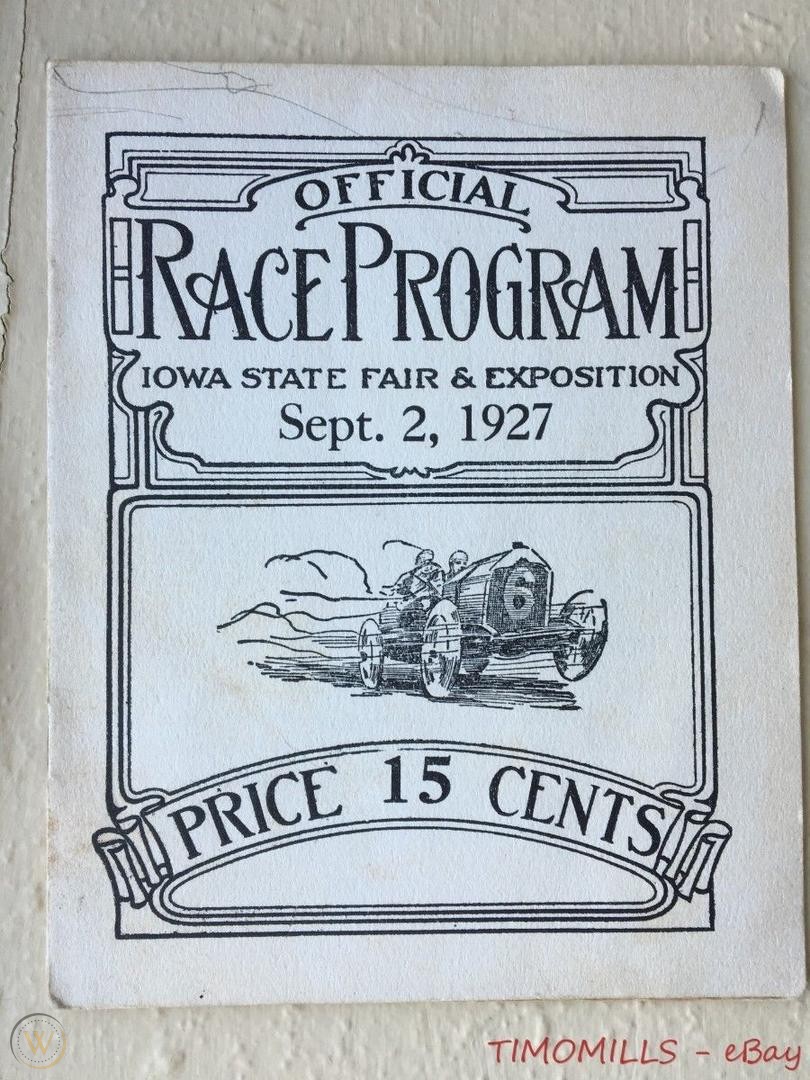 OFFICIAL
RACE PROGRAM
IOWA STATE FAIR & EXPOSITION
Sept. 2, 1927
6
PRICE 15 CENTS
W
TIMOMILLS - eBay